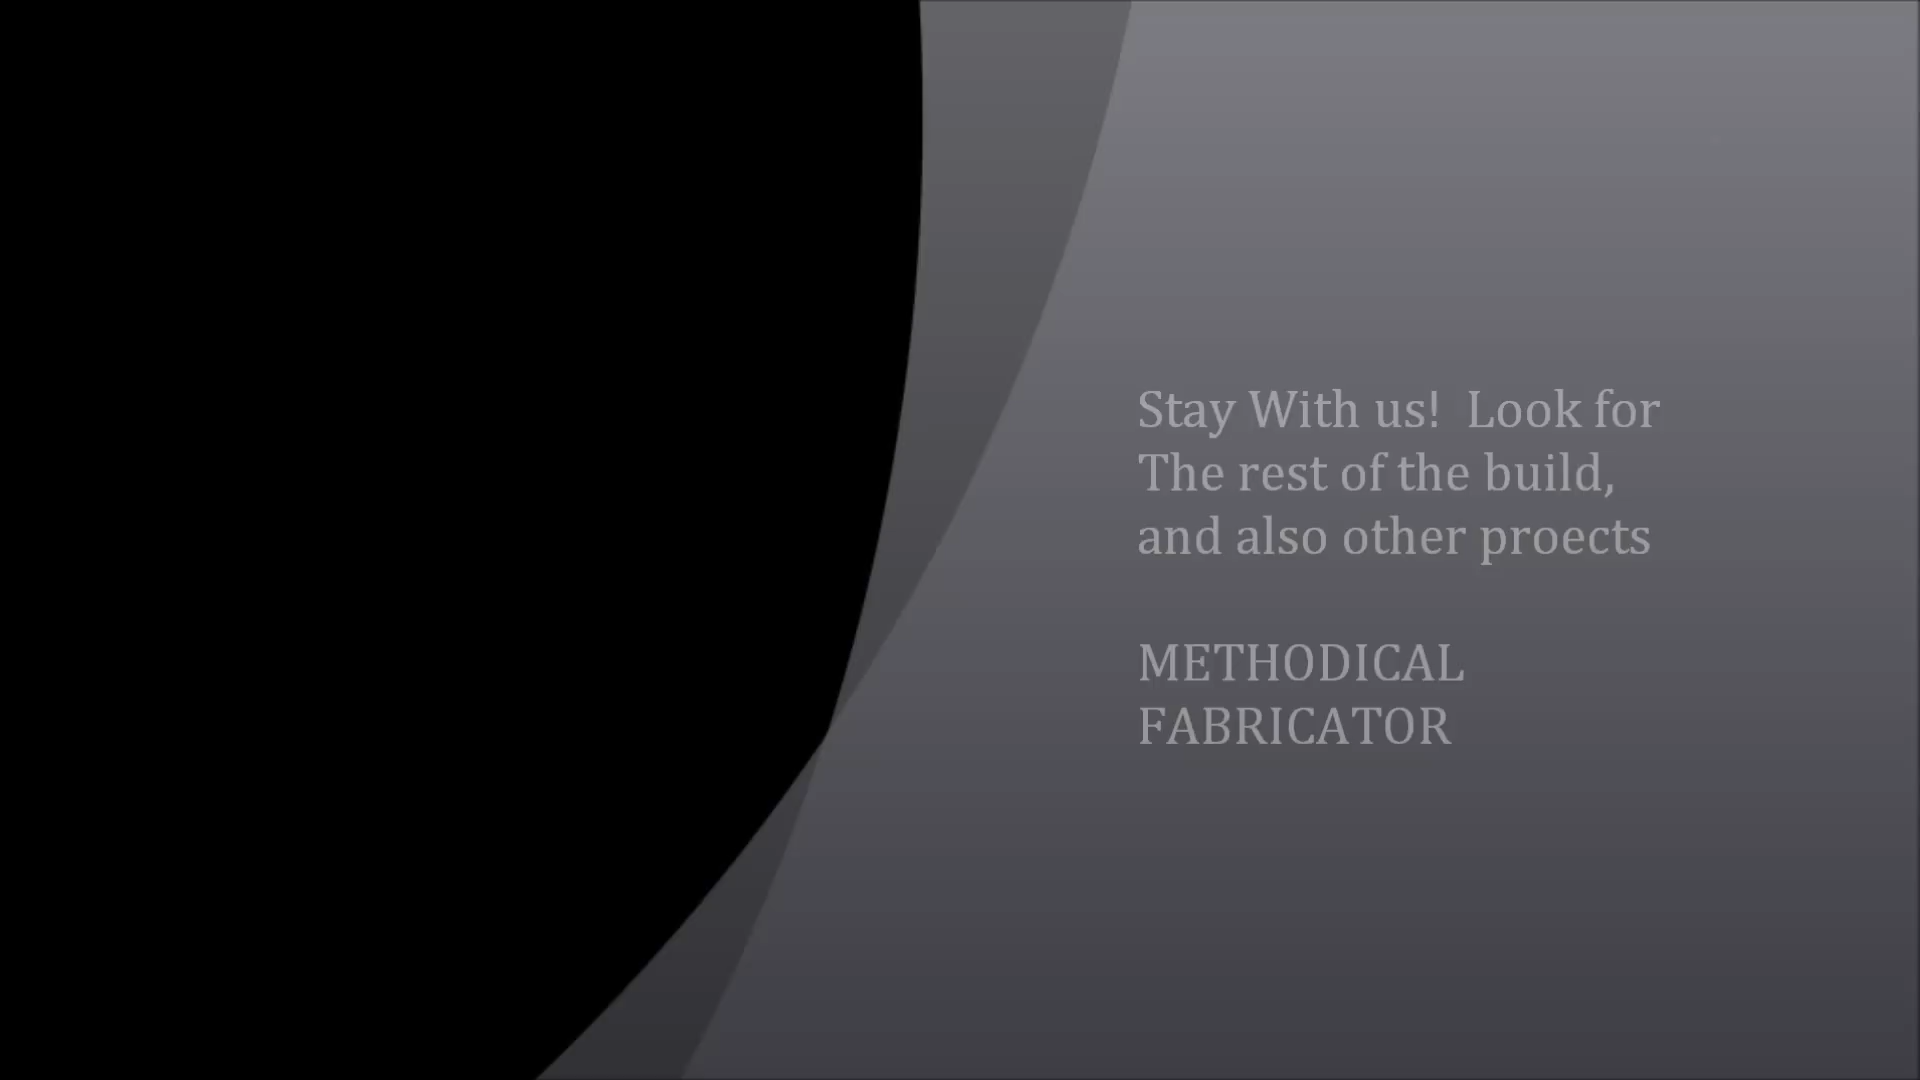 Stay With us!  Look for
The rest of the build,
and also other proects
METHODICAL
FABRICATOR